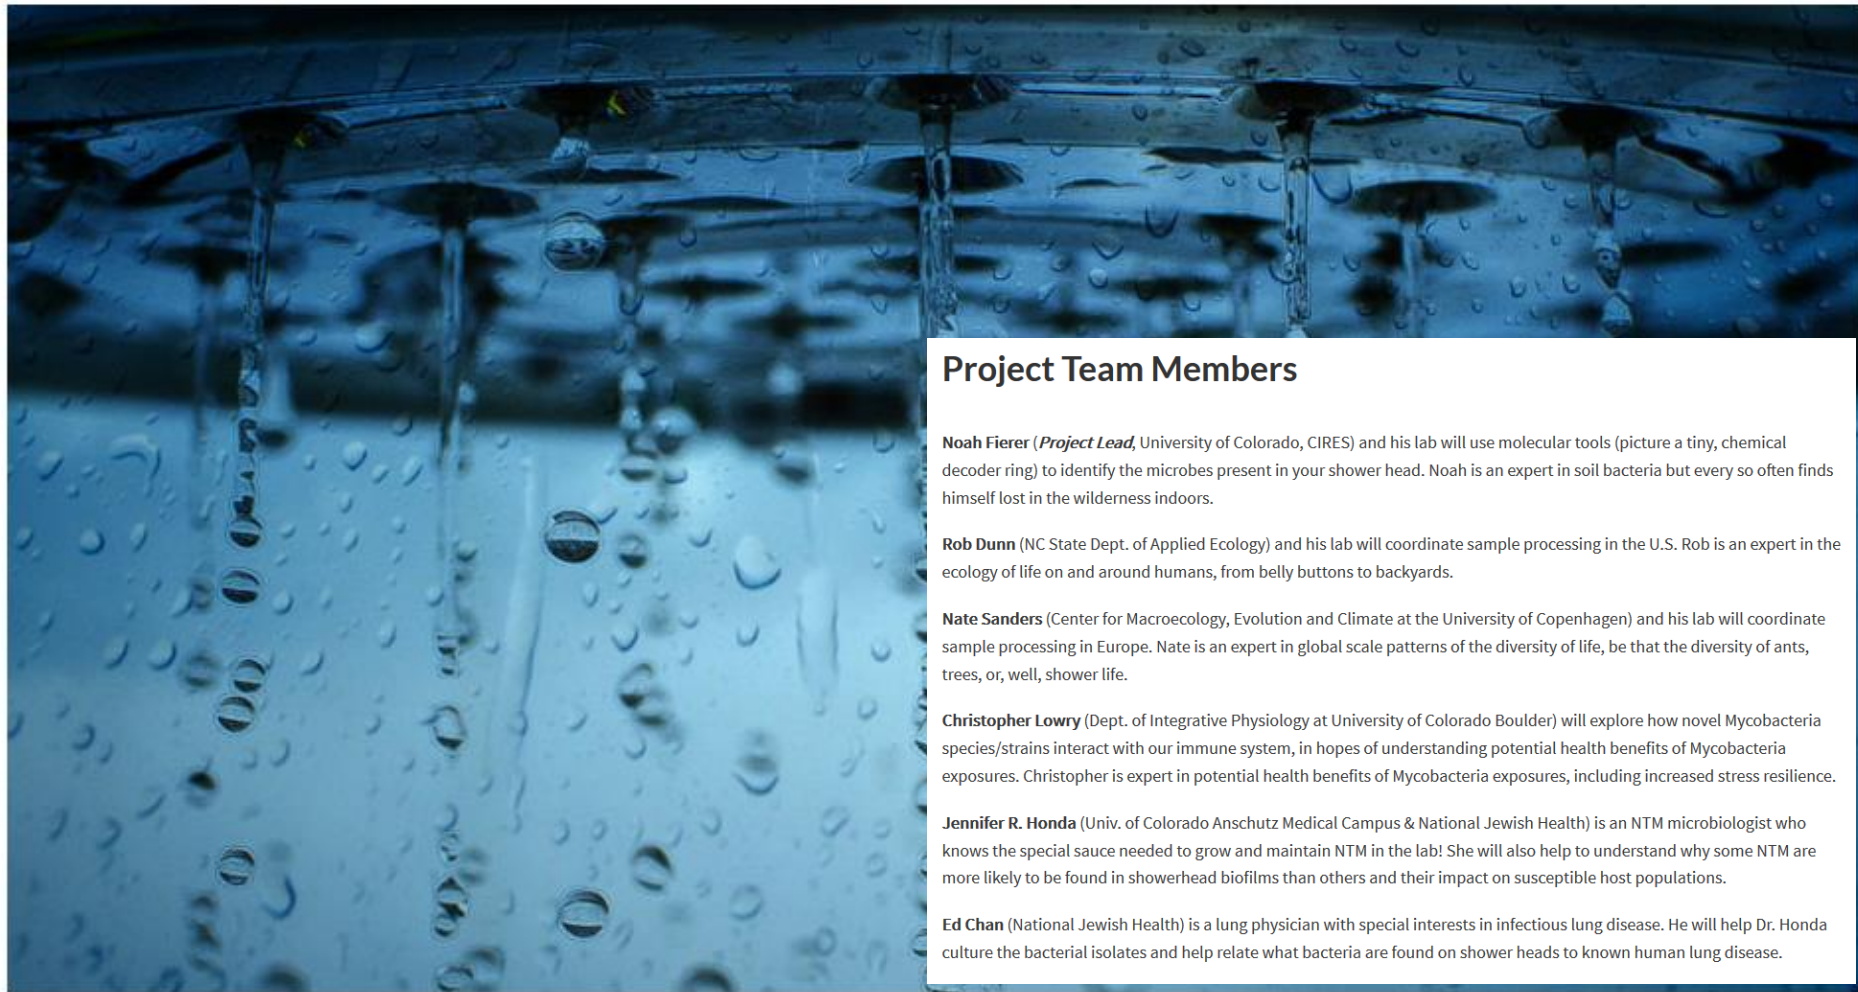 Project Team Members
Noah Fierer (Project Lead, University of Colorado, CIRES) and his lab will use molecular tools (picture a tiny, chemical
decoder ring) to identify the microbes present in your shower head. Noah is an expert in soil bacteria but every so often finds
himself lost in the wilderness indoors.
Rob Dunn (NC State Dept. of Applied Ecology) and his lab will coordinate sample processing in the U.S. Rob is an expert in the
ecology of life on and around humans, from belly buttons to backyards.
Nate Sanders (Center for Macroecology, Evolution and Climate at the University of Copenhagen) and his lab will coordinate
sample processing in Europe. Nate is an expert in global scale patterns of the diversity of life, be that the diversity of ants,
trees, or, well, shower life.
Christopher Lowry (Dept. of Integrative Physiology at University of Colorado Boulder) will explore how novel Mycobacteria
species/strains interact with our immune system, in hopes of understanding potential health benefits of Mycobacteria
exposures. Christopher is expert in potential health benefits of Mycobacteria exposures, including increased stress resilience.
Jennifer R. Honda (Univ. of Colorado Anschutz Medical Campus & National Jewish Health) is an NTM microbiologist who
knows the special sauce needed to grow and maintain NTM in the lab! She will also help to understand why some NTM are
more likely to be found in showerhead biofilms than others and their impact on susceptible host populations.
Ed Chan (National Jewish Health) is a lung physician with special interests in infectious lung disease. He will help Dr. Honda
culture the bacterial isolates and help relate what bacteria are found on shower heads to known human lung disease.